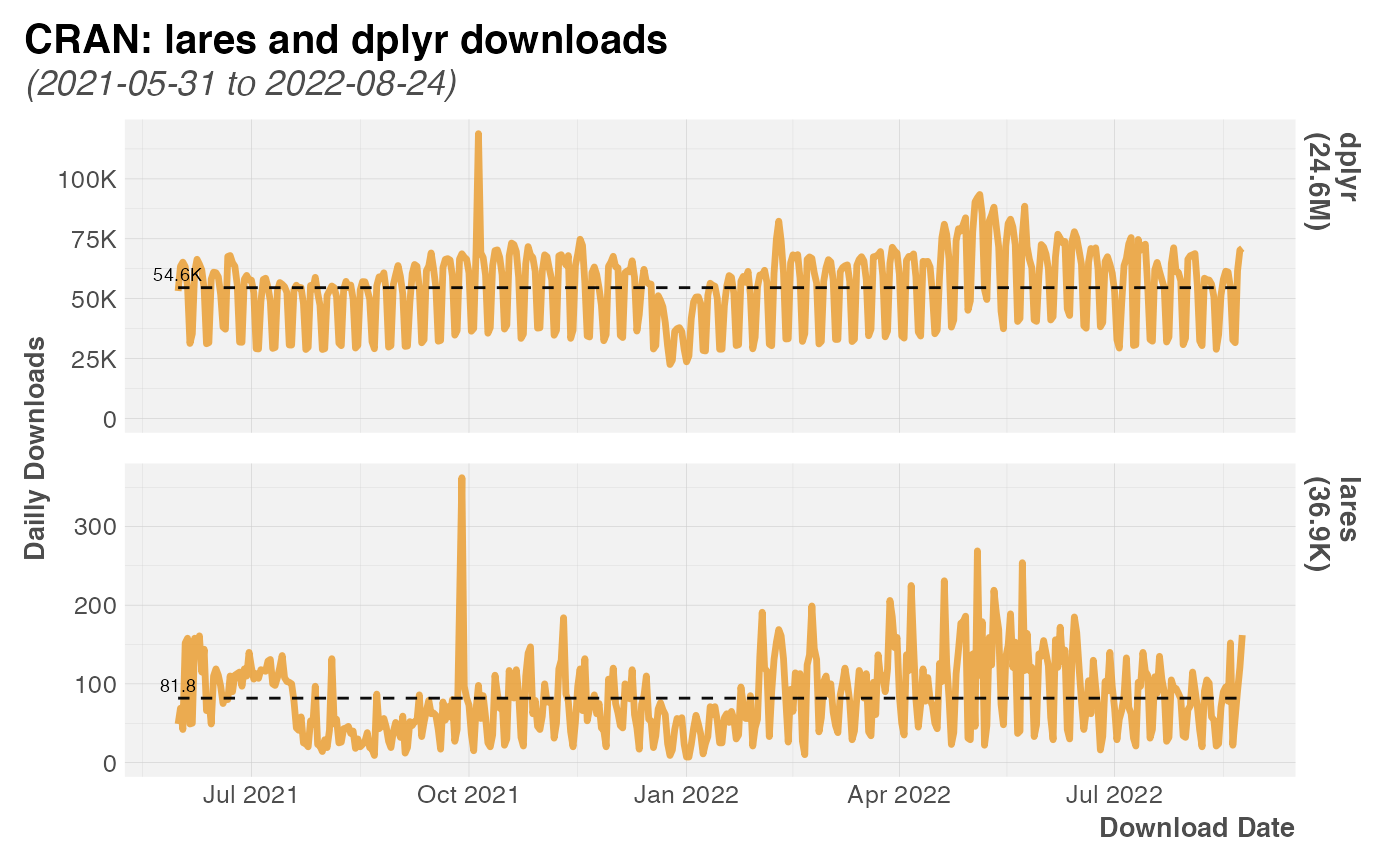 CRAN: lares and dplyr downloads
(2021-05-31 to 2022-08-24)
Dailly Downloads
100K
75K
50K
25K
0
54.6K
dplyr
(24.6M)
300
200
100
0
81.8
lares
(36.9K)
Jul 2021
Oct 2021
Jan 2022
Apr 2022
Jul 2022
Download Date